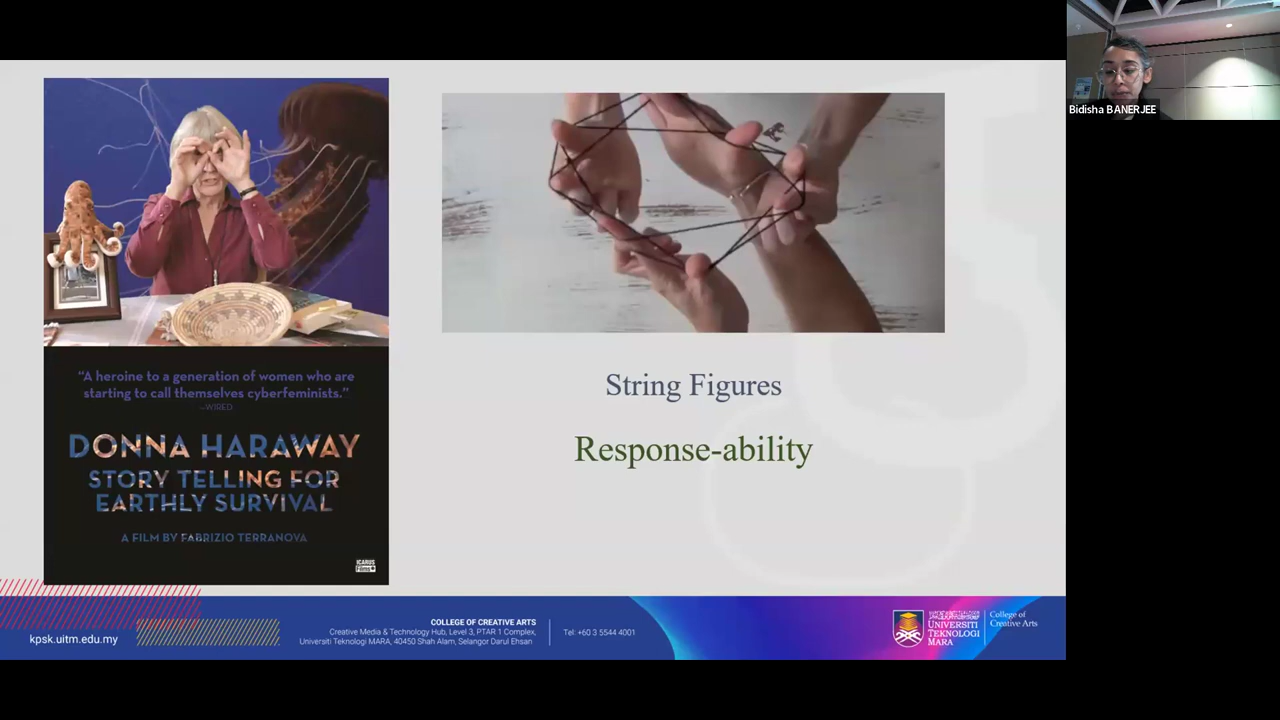 Bidisha BANERJEE
"A heroine to a generation of women who are
starting to call themselves cyberfeminists."
—WIRED
DONNA HARAWAY
STORY TELLING FOR
EARTHLY SURVIVAL
A FILM BY FABRIZIO TERRANOVA
ICARUS
Films
String Figures
Response-ability
kpsk.uitm.edu.my
COLLEGE OF CREATIVE ARTS
Creative Media & Technology Hub, Level 3, PTAR 1 Complex,
Universiti Teknologi MARA, 40450 Shah Alam, Selangor Darul Ehsan
Tel: +60 3 5544 4001
UNIVERSITI
TEKNOLOGI
MARA
College of
Creative Arts